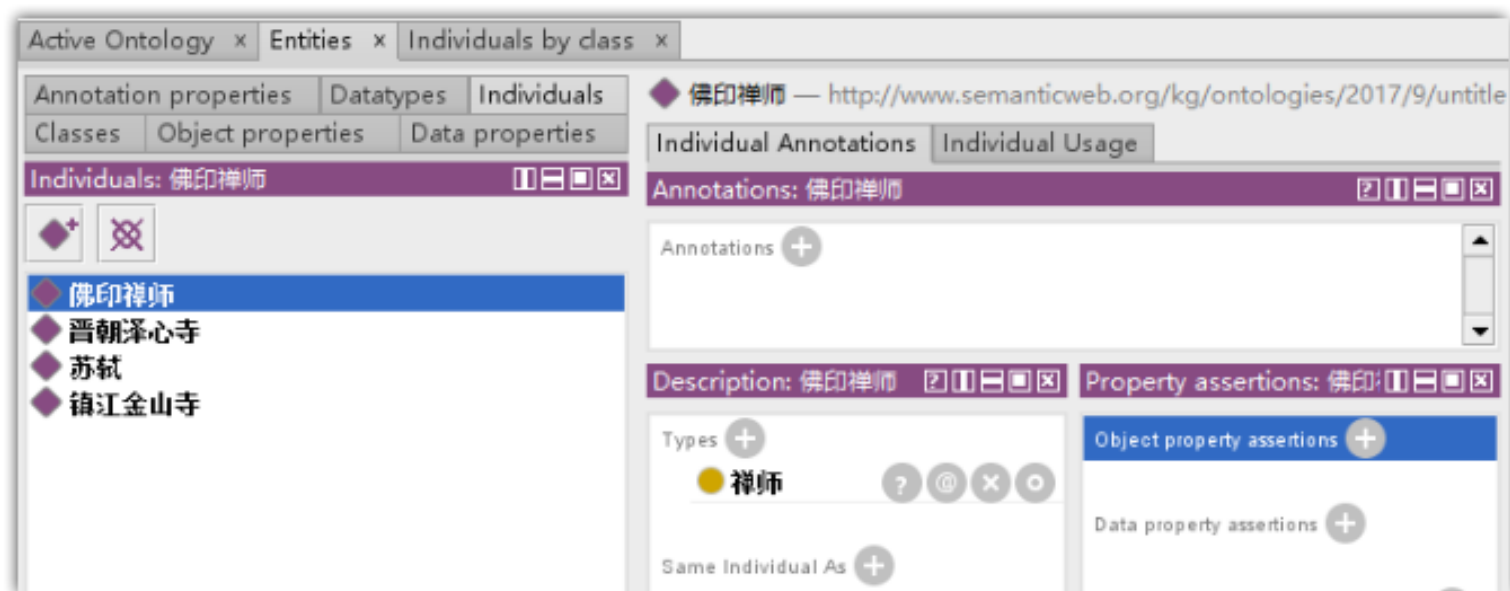 Active Ontology × Entities × Individuals by class ×
Annotation properties Datatypes Individuals
Classes Object properties Data properties
Individuals: 佛印禅师
佛印禅师
晋朝泽心寺
苏轼
镇江金山寺
佛印禅师 — http://www.semanticweb.org/kg/ontologies/2017/9/untitle
Individual Annotations Individual Usage
Annotations: 佛印禅师
Annotations
Description: 佛印禅师
Types
禅师
Same Individual As
Property assertions: 佛印
Object property assertions
Data property assertions